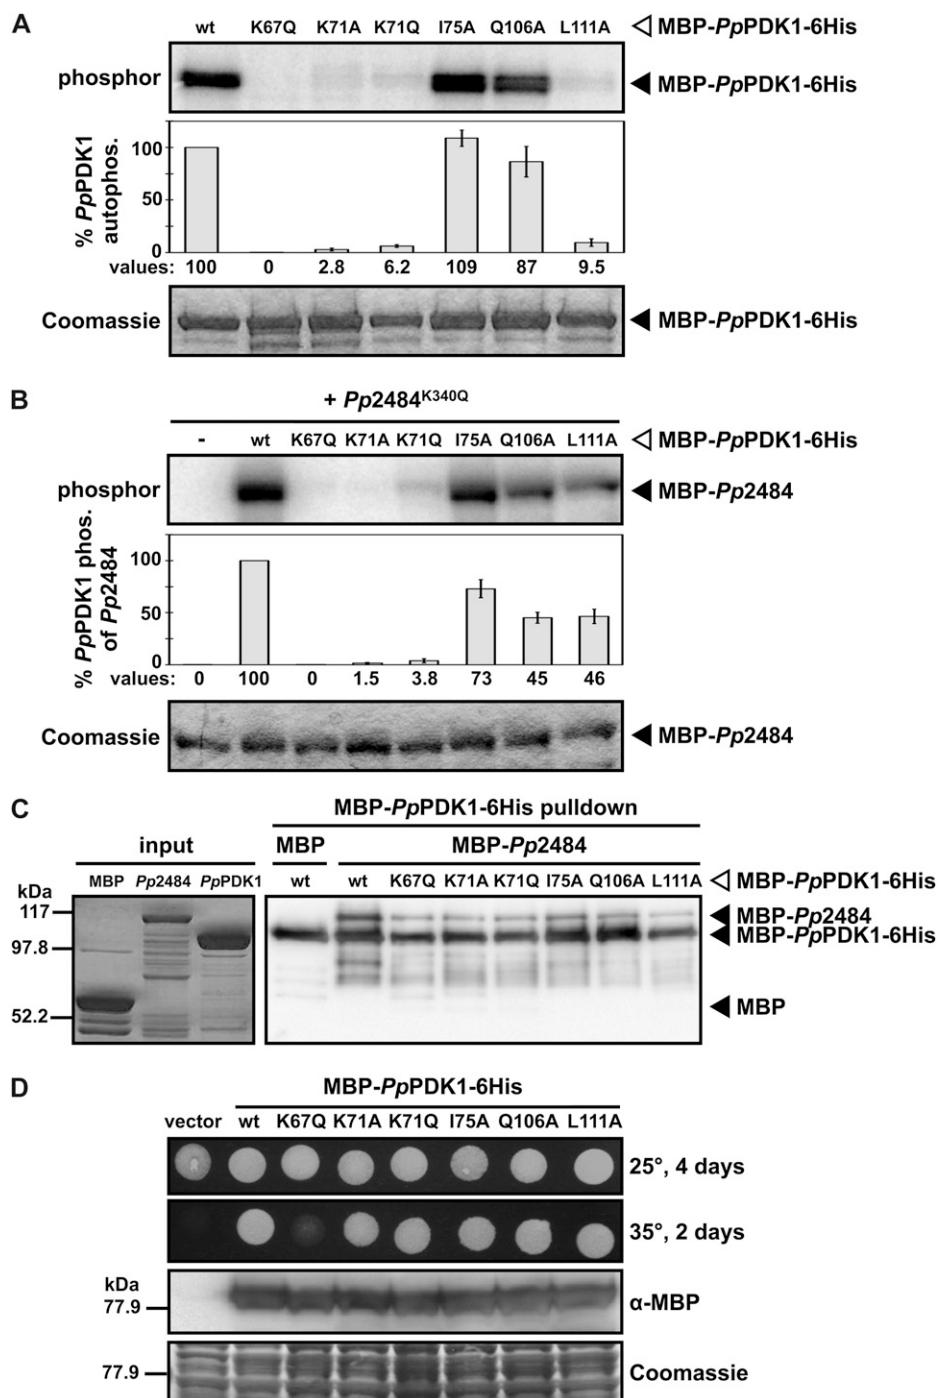 A
wt K67Q K71A K71Q I75A Q106A L111A ◁ MBP-PpPDK1-6His
phosphor ◀ MBP-PpPDK1-6His
% PpPDK1
autophos.
100
50
0
values: 100 0 2.8 6.2 109 87 9.5
Coomassie ◀ MBP-PpPDK1-6His
B
+ Pp2484K340Q
- wt K67Q K71A K71Q I75A Q106A L111A ◁ MBP-PpPDK1-6His
phosphor ◀ MBP-Pp2484
% PpPDK1 phos.
of Pp2484
100
50
0
values: 0 100 0 1.5 3.8 73 45 46
Coomassie ◀ MBP-Pp2484
C
MBP-PpPDK1-6His pulldown
input MBP MBP-Pp2484
kDa MBP Pp2484 PpPDK1 wt wt K67Q K71A K71Q I75A Q106A L111A ◁ MBP-PpPDK1-6His
117 ◀ MBP-Pp2484
97.8 ◀ MBP-PpPDK1-6His
52.2 ◀ MBP
D
MBP-PpPDK1-6His
vector wt K67Q K71A K71Q I75A Q106A L111A
25°, 4 days
35°, 2 days
kDa
77.9 α-MBP
77.9 Coomassie